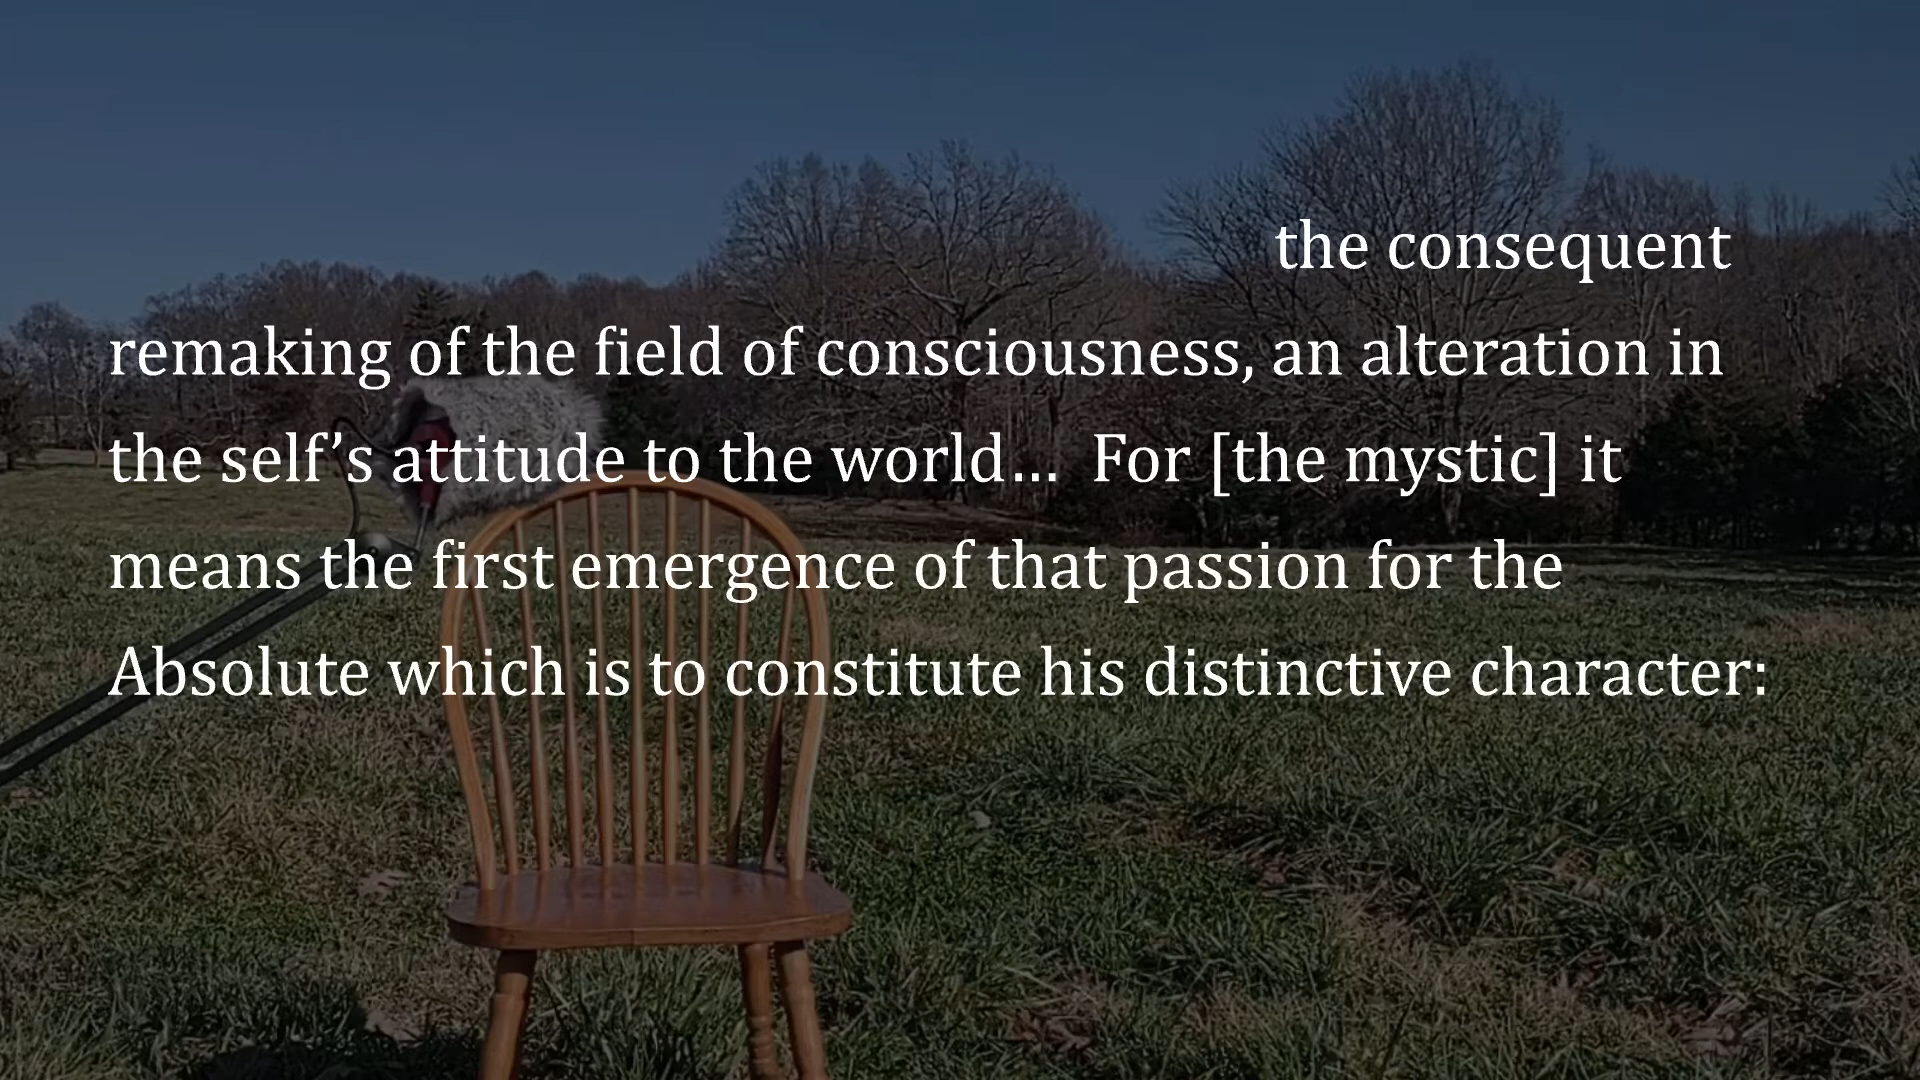 the consequent
remaking of the field of consciousness, an alteration in
the self’s attitude to the world…  For [the mystic] it
means the first emergence of that passion for the
Absolute which is to constitute his distinctive character: